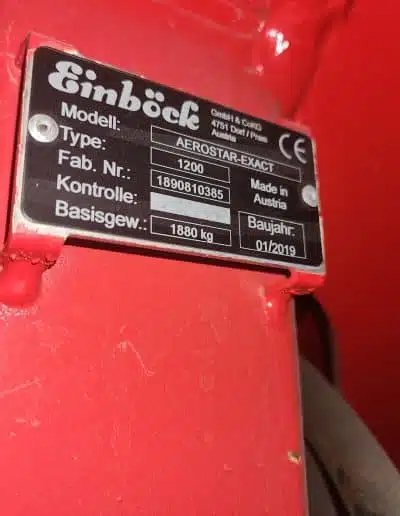 Einböck
GmbH & CoKG
4751 Dorf / Pram
Austria
CE
Modell: AEROSTAR-EXACT
Type: 1200
Fab. Nr.: 1890810385
Kontrolle:
Basisgew.: 1880 kg
Made in
Austria
Baujahr:
01/2019